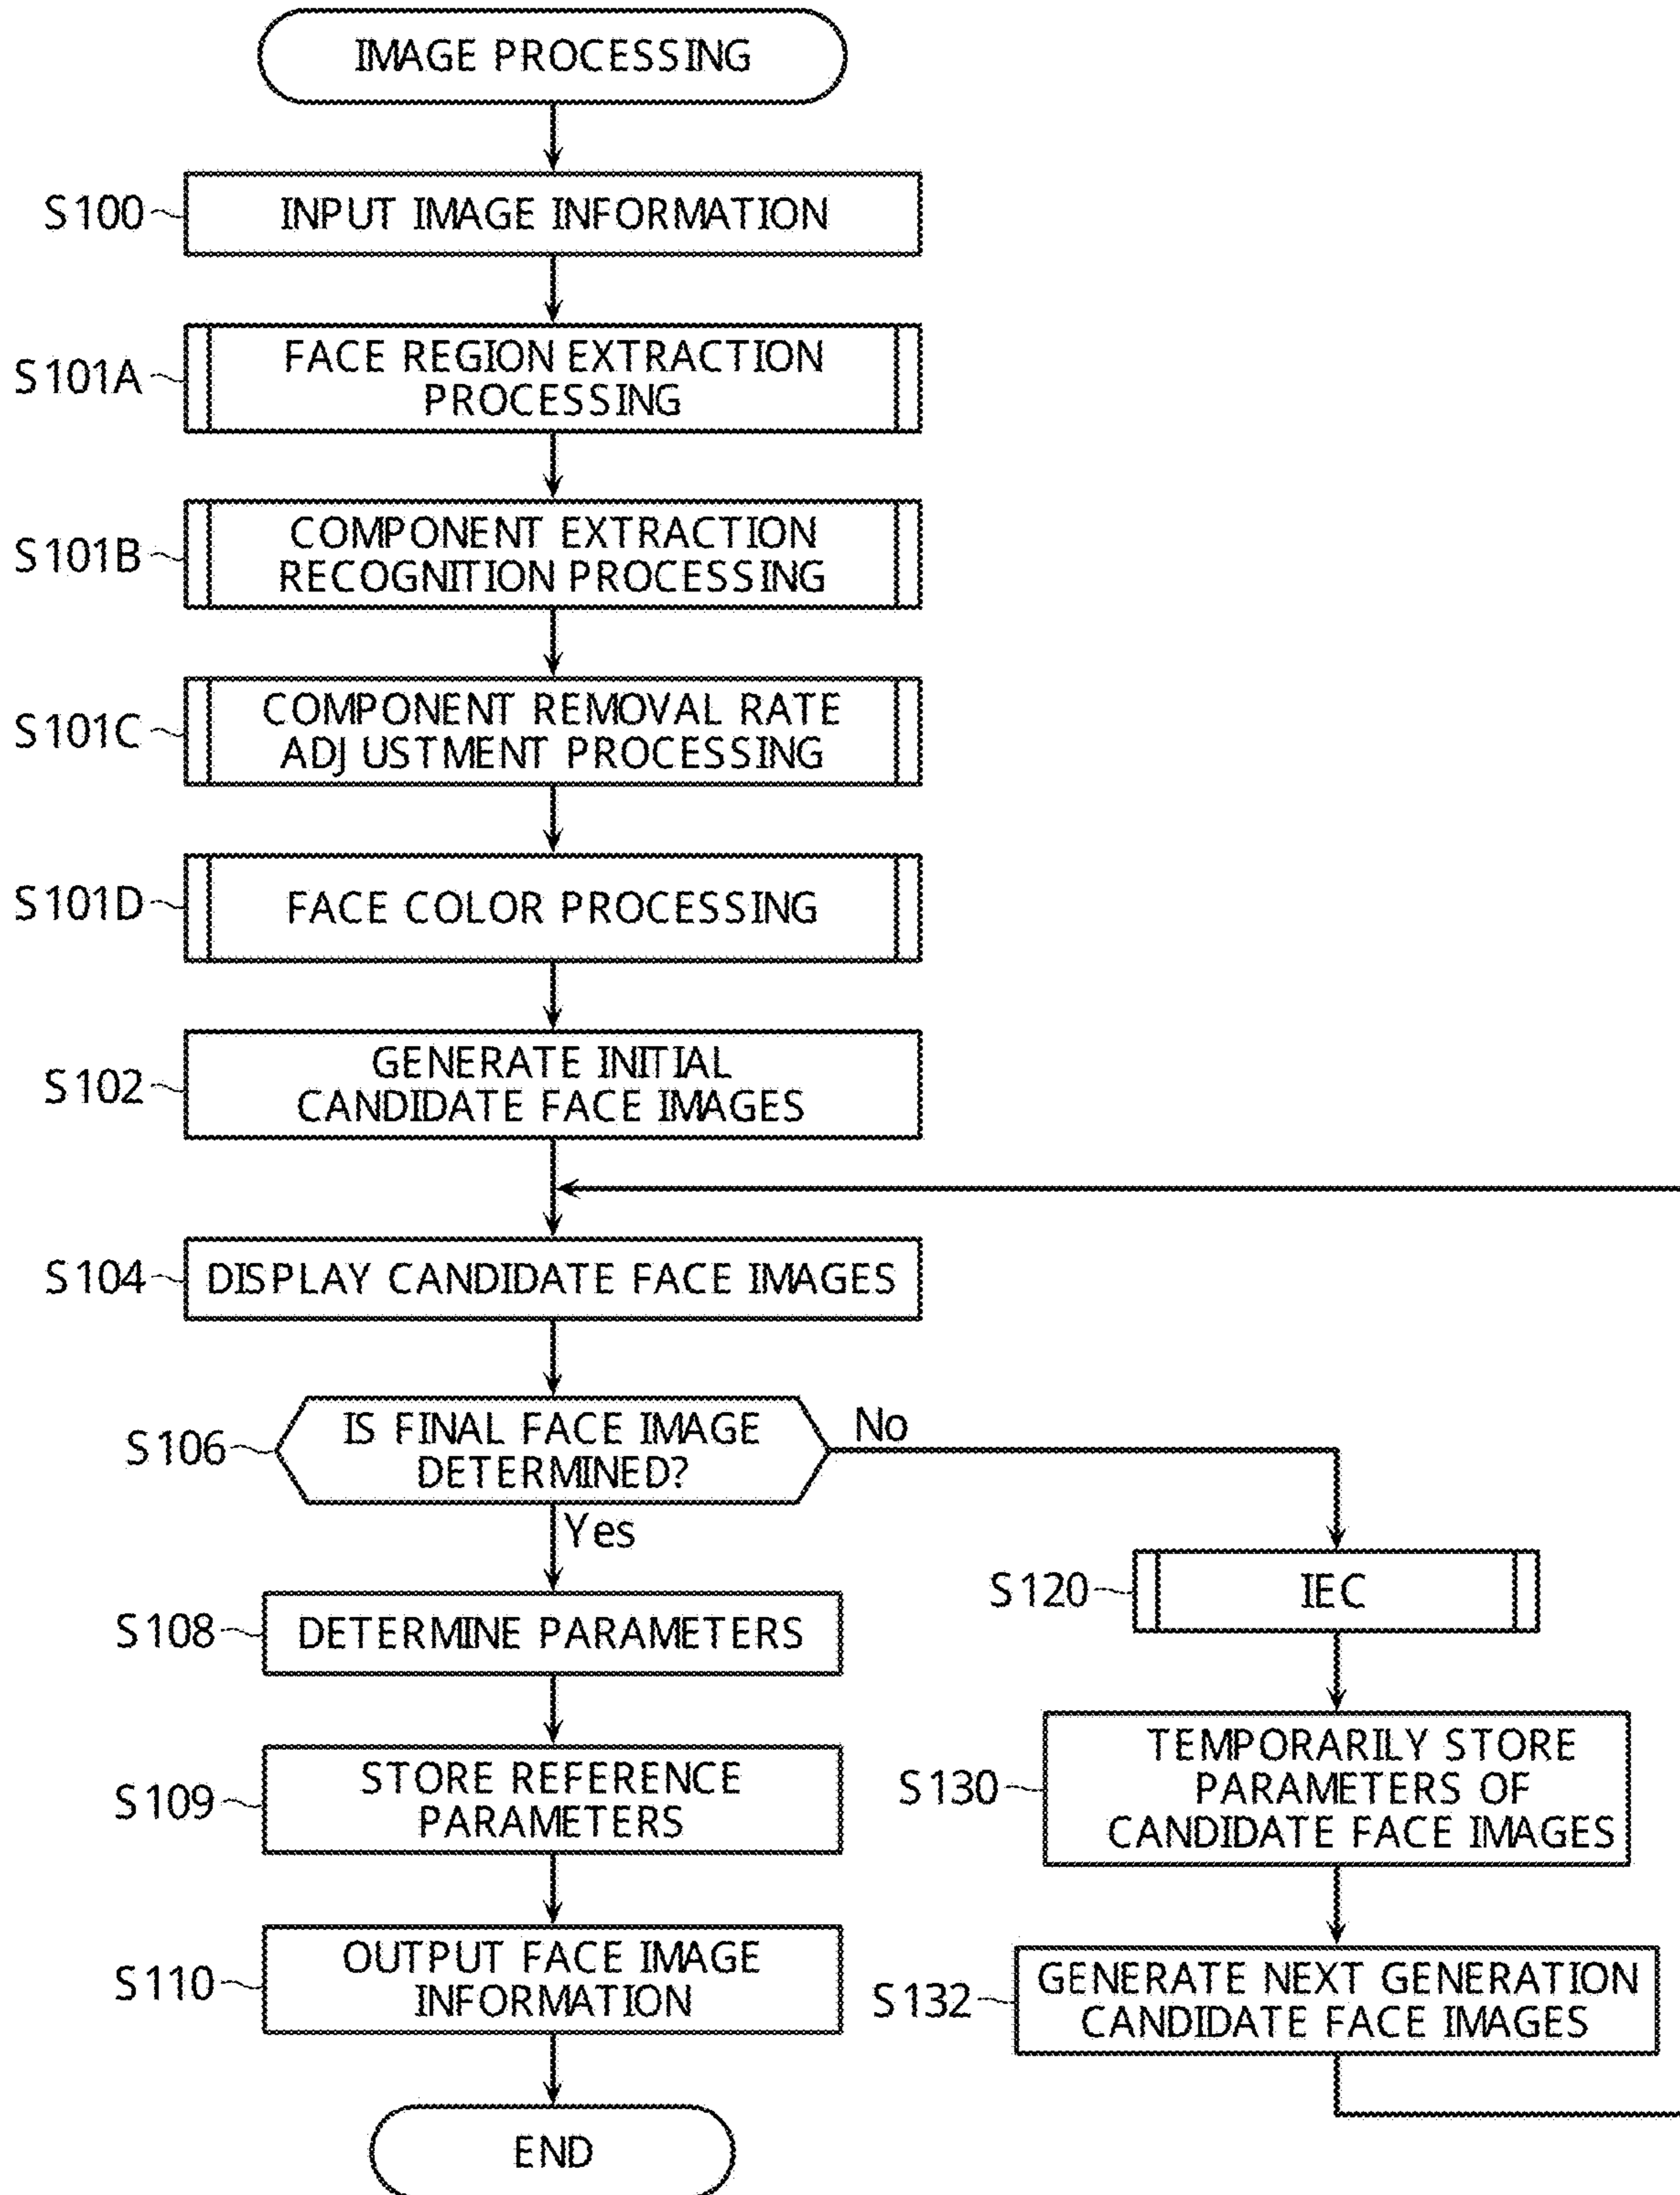 IMAGE PROCESSING
S100
INPUT IMAGE INFORMATION
S101A
FACE REGION EXTRACTION
PROCESSING
S101B
COMPONENT EXTRACTION
RECOGNITION PROCESSING
S101C
COMPONENT REMOVAL RATE
ADJUSTMENT PROCESSING
S101D
FACE COLOR PROCESSING
S102
GENERATE INITIAL
CANDIDATE FACE IMAGES
S104
DISPLAY CANDIDATE FACE IMAGES
S106
IS FINAL FACE IMAGE
DETERMINED?
No
Yes
S108
DETERMINE PARAMETERS
S109
STORE REFERENCE
PARAMETERS
S110
OUTPUT FACE IMAGE
INFORMATION
END
S120
IEC
S130
TEMPORARILY STORE
PARAMETERS OF
CANDIDATE FACE IMAGES
S132
GENERATE NEXT GENERATION
CANDIDATE FACE IMAGES